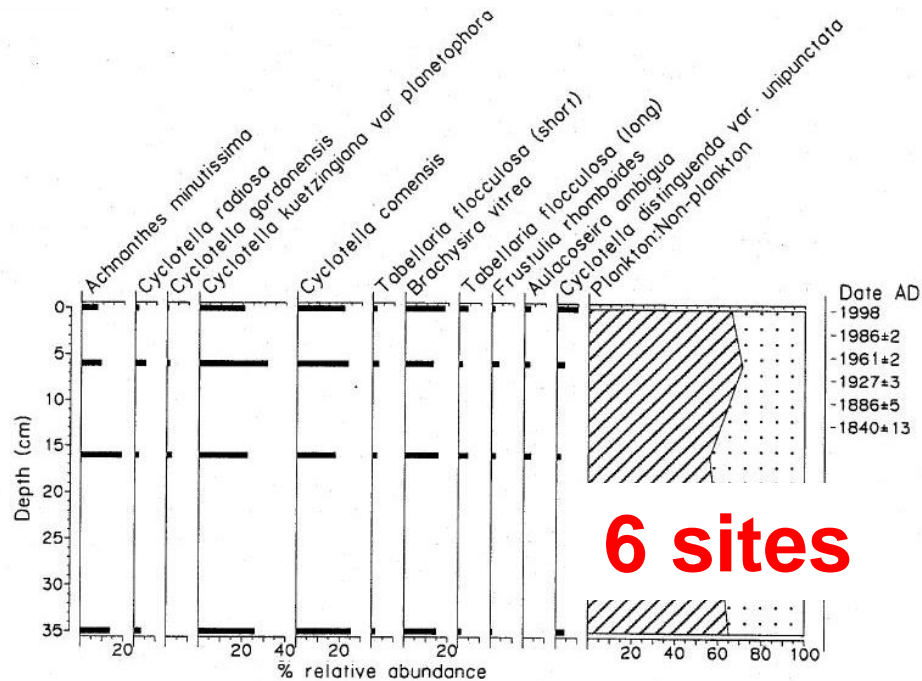 Achnanthes minutissima
Cyclotella radiosa
Cyclotella gordonensis
Cyclotella kuetzingiana var planetophora
Cyclotella comensis
Tabellaria flocculosa (short)
Brachysira vitrea
Tabellaria flocculosa (long)
Frustulia rhomboides
Aulacoseira ambigua
Cyclotella distinguenda var. unipunctata
Plankton:Non-plankton
Date AD
-1998
-1986±2
-1961±2
-1927±3
-1886±5
-1840±13
Depth (cm)
0
5
10
15
20
25
30
35
6 sites
20
20
40
20
20
20 40 60 80 100
% relative abundance